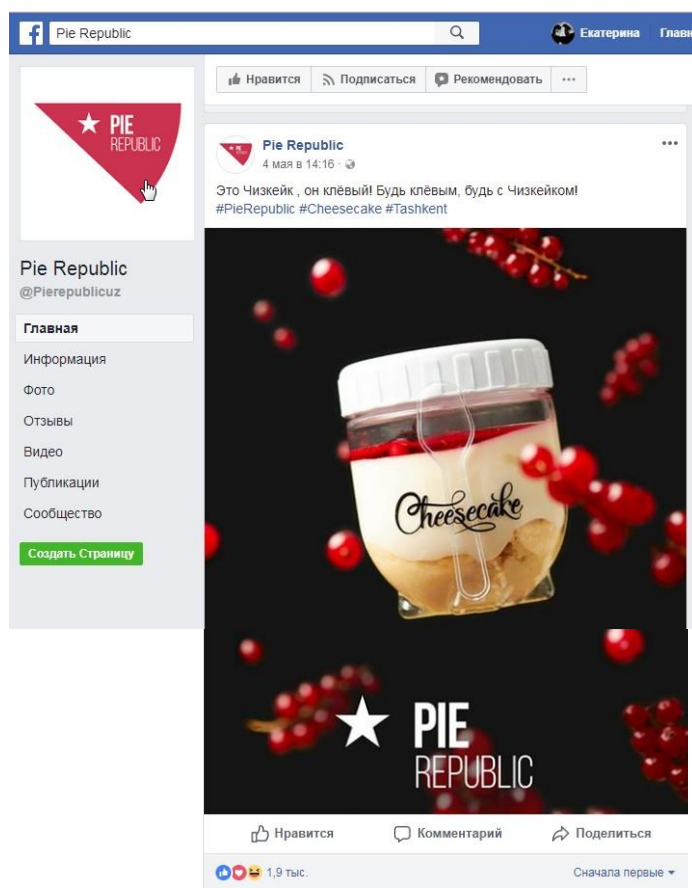 Pie Republic
Екатерина
Главн
PIE
REPUBLIC
Pie Republic
@Pierepublicuz
Главная
Информация
Фото
Отзывы
Видео
Публикации
Сообщество
Создать Страницу
Нравится
Подписаться
Рекомендовать
Pie Republic
4 мая в 14:16
Это Чизкейк , он клёвый! Будь клёвым, будь с Чизкейком!
#PieRepublic #Cheesecake #Tashkent
Cheesecake
PIE
REPUBLIC
Нравится
Комментарий
Поделиться
1,9 тыс.
Сначала первые